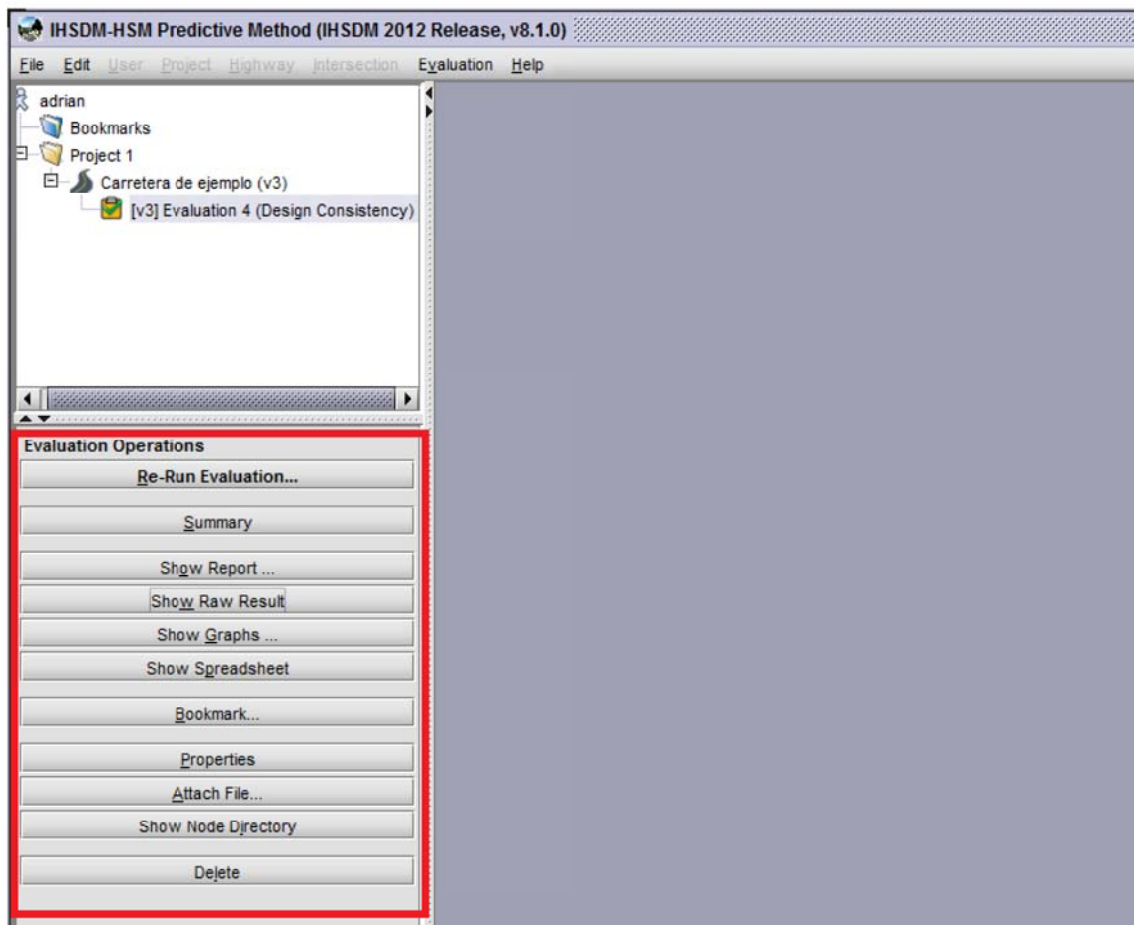 IHSDM-HSM Predictive Method (IHSDM 2012 Release, v8.1.0)
File Edit User Project Highway Intersection Evaluation Help
adrian
Bookmarks
Project 1
Carretera de ejemplo (v3)
[v3] Evaluation 4 (Design Consistency)
Evaluation Operations
Re-Run Evaluation...
Summary
Show Report ...
Show Raw Result
Show Graphs ...
Show Spreadsheet
Bookmark...
Properties
Attach File...
Show Node Directory
Delete